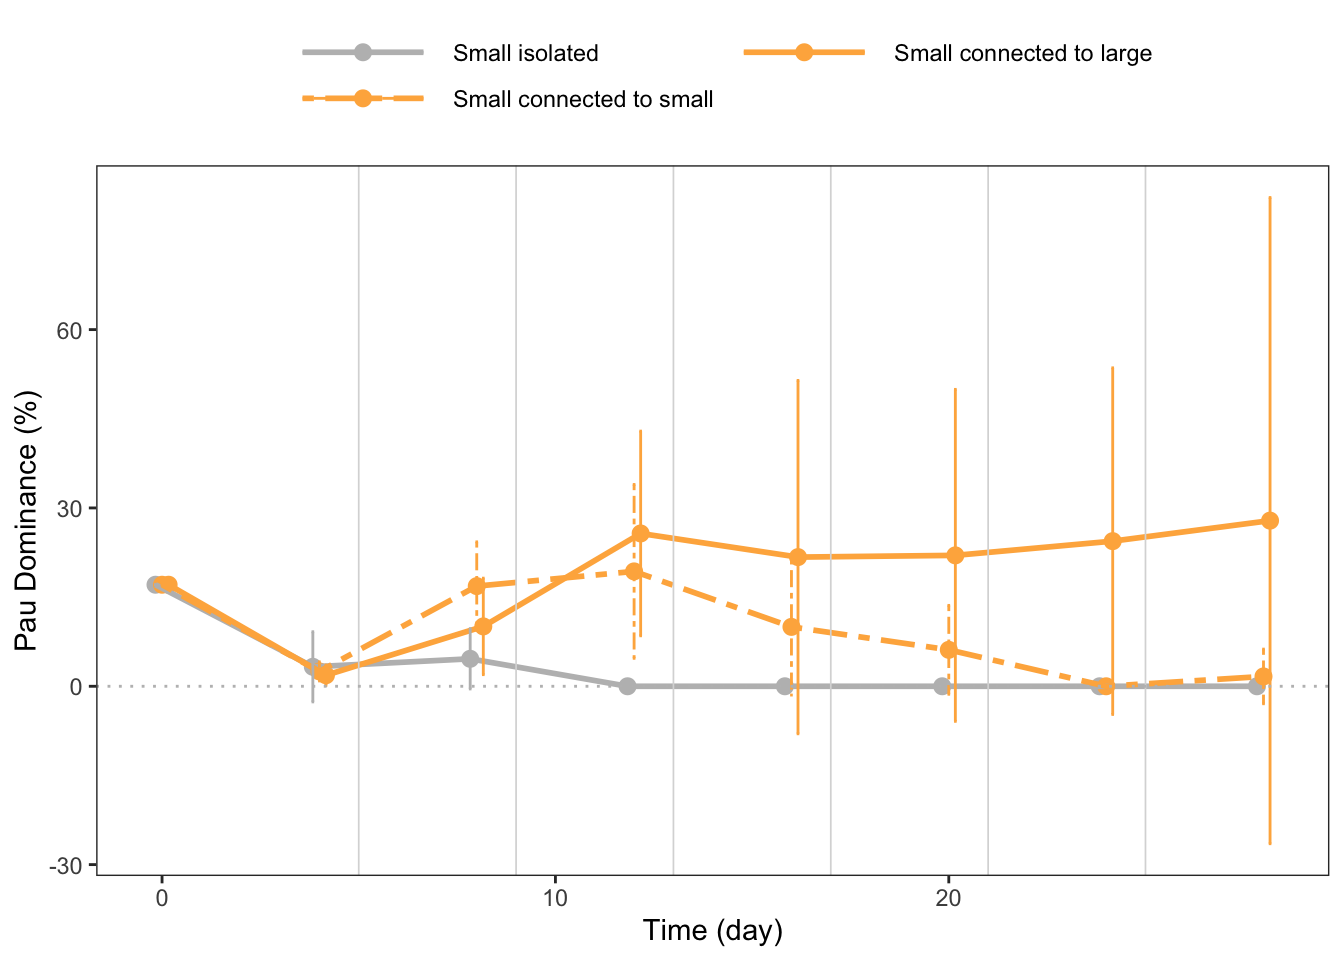 Small isolated
Small connected to large
Small connected to small
Pau Dominance (%)
60
30
0
-30
0
10
20
Time (day)